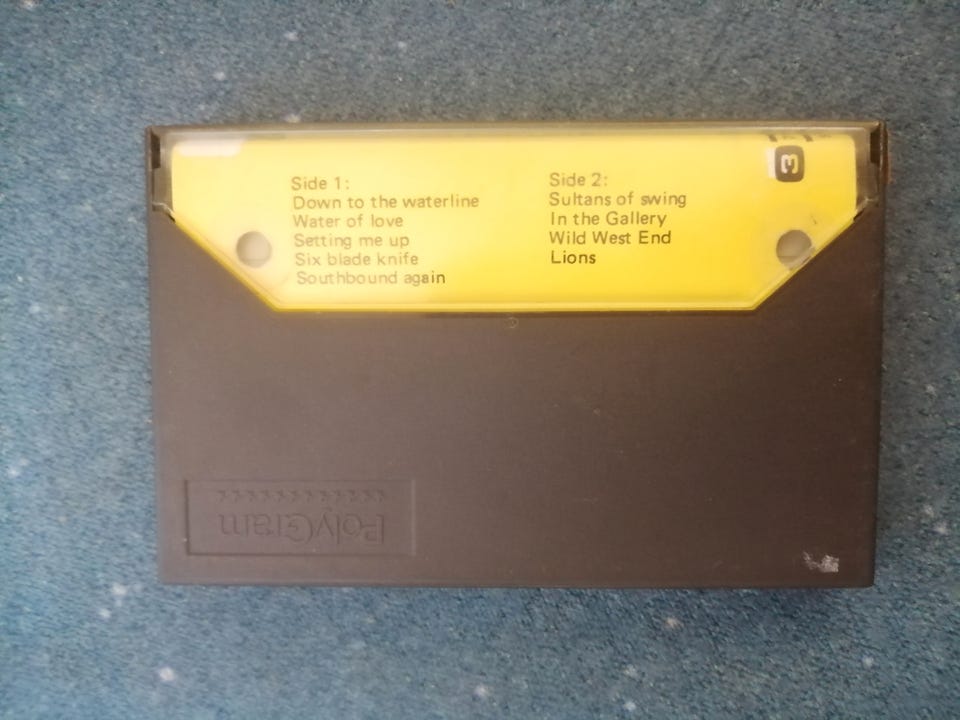 Side 1:
Down to the waterline
Water of love
Setting me up
Six blade knife
Southbound again
Side 2:
Sultans of swing
In the Gallery
Wild West End
Lions
3
PolyGram